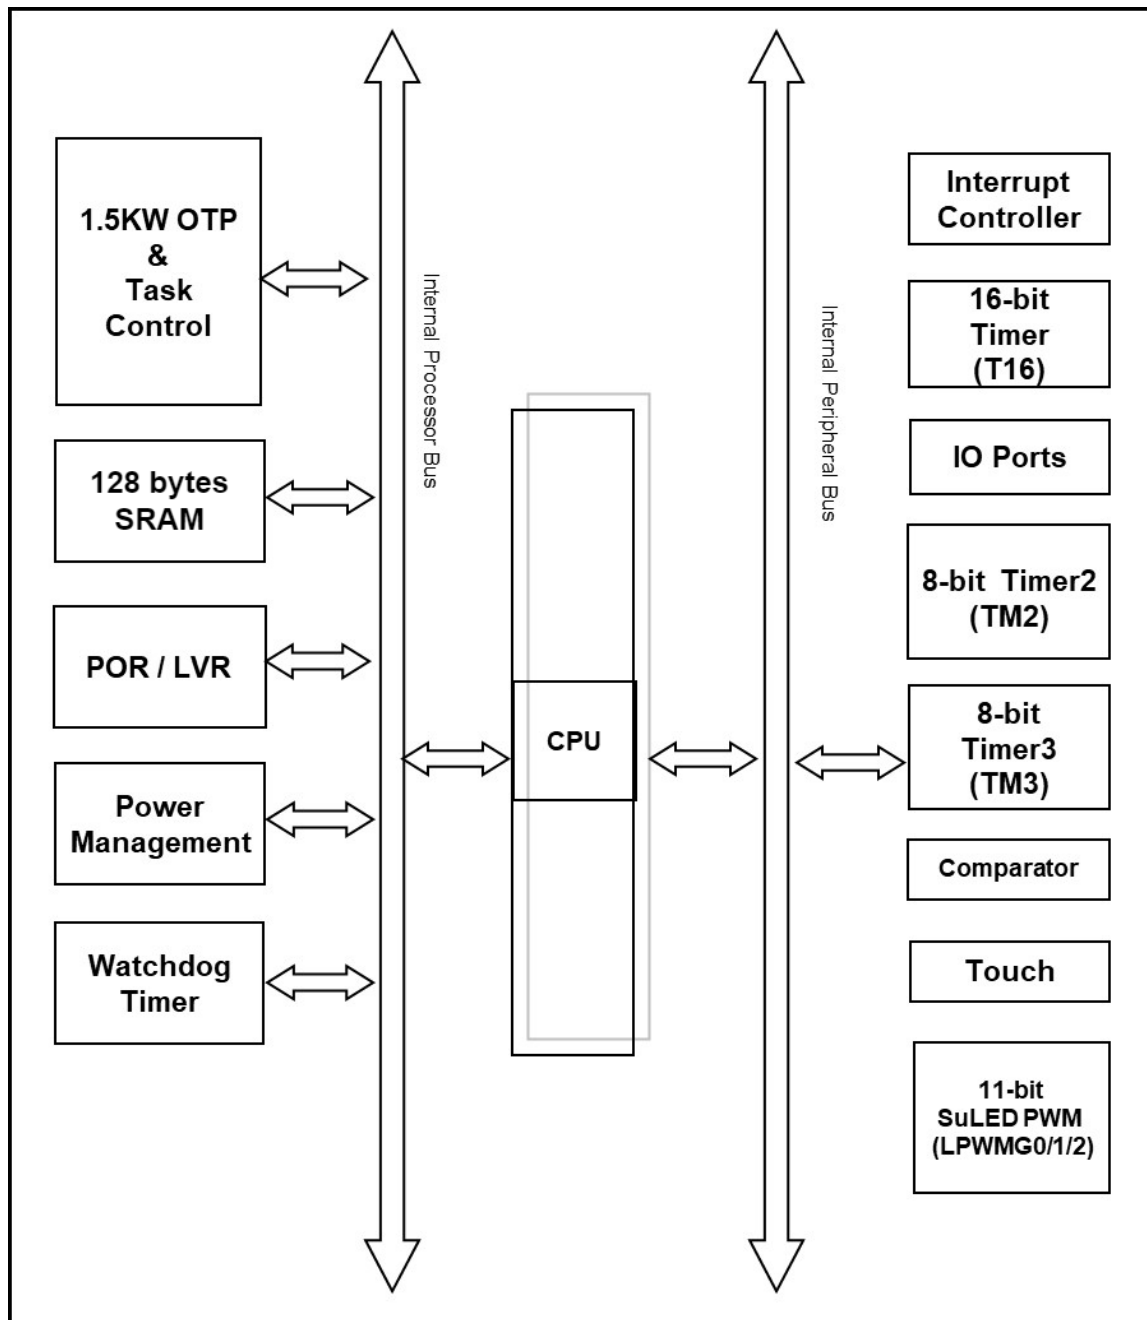 1.5KW OTP
&
Task
Control
128 bytes
SRAM
POR / LVR
Power
Management
Watchdog
Timer
Internal Processor Bus
CPU
Internal Peripheral Bus
Interrupt
Controller
16-bit
Timer
(T16)
IO Ports
8-bit Timer2
(TM2)
8-bit
Timer3
(TM3)
Comparator
Touch
11-bit
SuLED PWM
(LPWMG0/1/2)